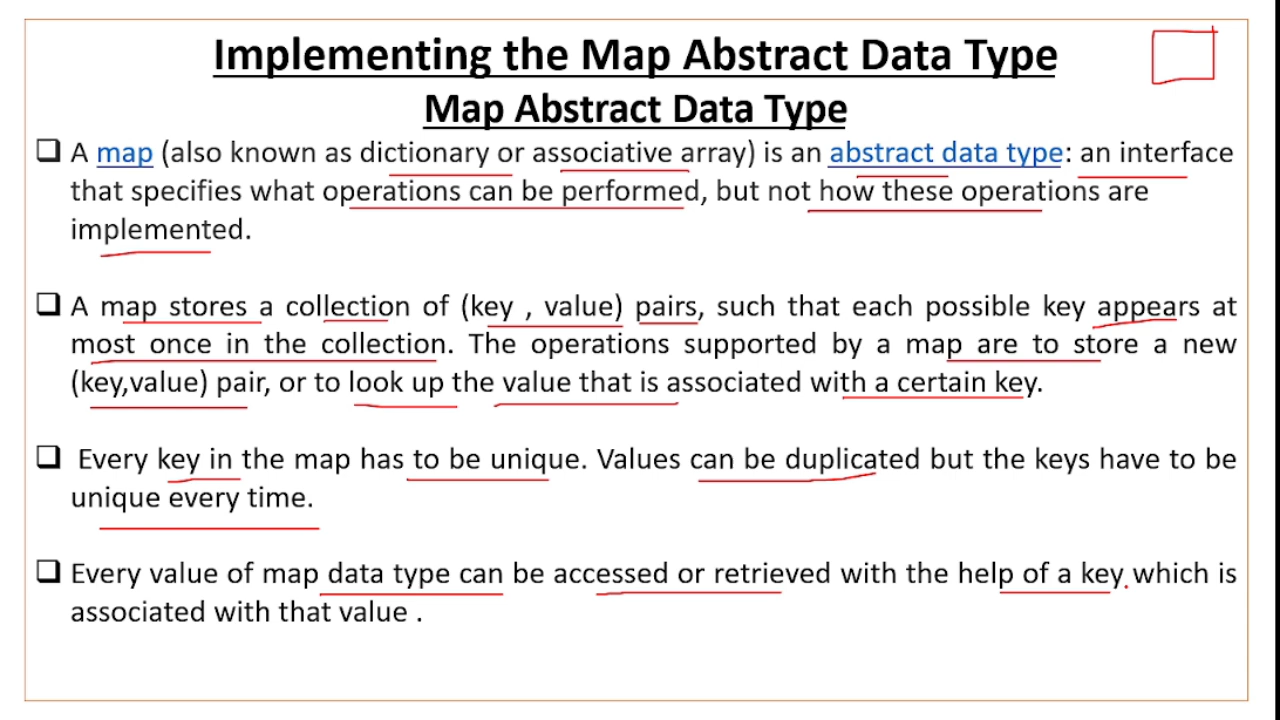 Implementing the Map Abstract Data Type
Map Abstract Data Type
❑ A map (also known as dictionary or associative array) is an abstract data type: an interface
that specifies what operations can be performed, but not how these operations are
implemented.
❑ A map stores a collection of (key , value) pairs, such that each possible key appears at
most once in the collection. The operations supported by a map are to store a new
(key,value) pair, or to look up the value that is associated with a certain key.
❑ Every key in the map has to be unique. Values can be duplicated but the keys have to be
unique every time.
❑ Every value of map data type can be accessed or retrieved with the help of a key which is
associated with that value .